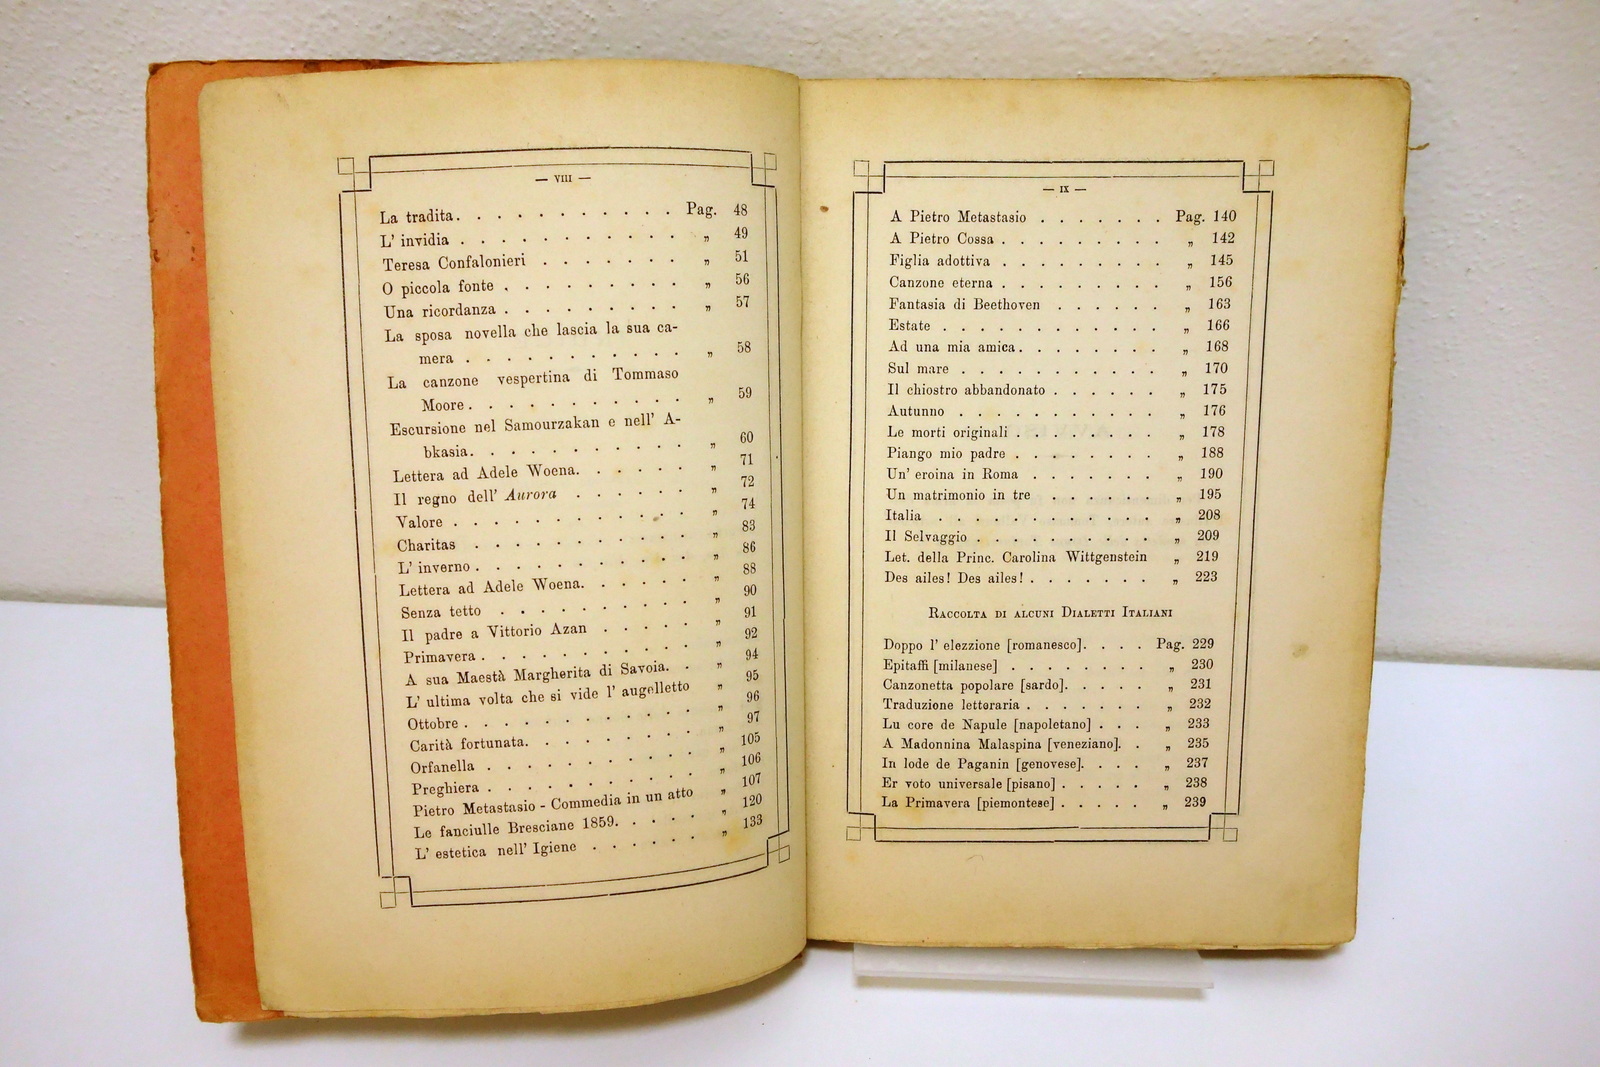 — VIII —
La tradita. . . . . . . . . . . . Pag. 48
L' invidia . . . . . . . . . . . „ 49
Teresa Confalonieri . . . . . . . „ 51
O piccola fonte . . . . . . . . . „ 56
Una ricordanza . . . . . . . . . „ 57
La sposa novella che lascia la sua ca-
mera . . . . . . . . . . . „ 58
La canzone vespertina di Tommaso
Moore. . . . . . . . . . . „ 59
Escursione nel Samourzakan e nell' A-
bkasia. . . . . . . . . . . „ 60
Lettera ad Adele Woena. . . . . . „ 71
Il regno dell' Aurora . . . . . . „ 72
Valore . . . . . . . . . . . . „ 74
Charitas . . . . . . . . . . . „ 83
L' inverno . . . . . . . . . . . „ 86
Lettera ad Adele Woena. . . . . . „ 88
Senza tetto . . . . . . . . . . „ 90
Il padre a Vittorio Azan . . . . . „ 91
Primavera . . . . . . . . . . . „ 92
A sua Maestà Margherita di Savoia. . „ 94
L' ultima volta che si vide l' augelletto „ 95
Ottobre . . . . . . . . . . . . „ 96
Carità fortunata. . . . . . . . . „ 97
Orfanella . . . . . . . . . . . „ 105
Preghiera . . . . . . . . . . . „ 106
Pietro Metastasio - Commedia in un atto „ 107
Le fanciulle Bresciane 1859. . . . . „ 120
L' estetica nell' Igiene . . . . . . „ 133
— IX —
A Pietro Metastasio . . . . . . . Pag. 140
A Pietro Cossa . . . . . . . . . „ 142
Figlia adottiva . . . . . . . . . „ 145
Canzone eterna . . . . . . . . . „ 156
Fantasia di Beethoven . . . . . . „ 163
Estate . . . . . . . . . . . . „ 166
Ad una mia amica. . . . . . . . „ 168
Sul mare . . . . . . . . . . . „ 170
Il chiostro abbandonato . . . . . . „ 175
Autunno . . . . . . . . . . . „ 176
Le morti originali . . . . . . . . „ 178
Piango mio padre . . . . . . . . „ 188
Un' eroina in Roma . . . . . . . „ 190
Un matrimonio in tre . . . . . . „ 195
Italia . . . . . . . . . . . . „ 208
Il Selvaggio . . . . . . . . . . „ 209
Let. della Princ. Carolina Wittgenstein „ 219
Des ailes! Des ailes! . . . . . . . „ 223
Raccolta di alcuni Dialetti Italiani
Doppo l' elezzione [romanesco]. . . . Pag. 229
Epitaffi [milanese] . . . . . . . . „ 230
Canzonetta popolare [sardo]. . . . . „ 231
Traduzione letteraria . . . . . . . „ 232
Lu core de Napule [napoletano] . . . „ 233
A Madonnina Malaspina [veneziano]. . „ 235
In lode de Paganin [genovese]. . . . „ 237
Er voto universale [pisano] . . . . . „ 238
La Primavera [piemontese] . . . . . „ 239